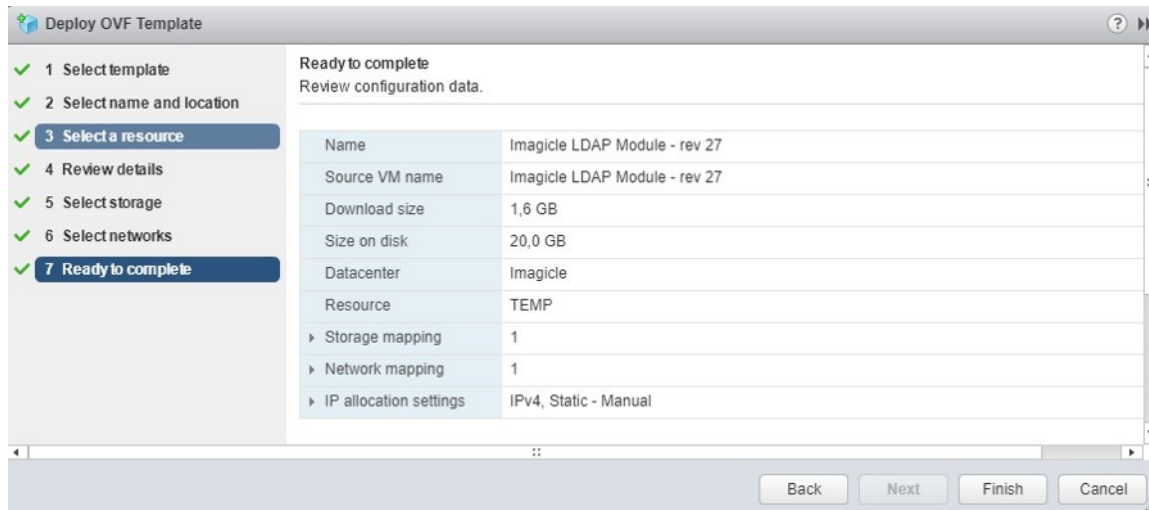 Deploy OVF Template
?
1 Select template
2 Select name and location
3 Select a resource
4 Review details
5 Select storage
6 Select networks
7 Ready to complete
Ready to complete
Review configuration data.
Name Imagicle LDAP Module - rev 27
Source VM name Imagicle LDAP Module - rev 27
Download size 1,6 GB
Size on disk 20,0 GB
Datacenter Imagicle
Resource TEMP
Storage mapping 1
Network mapping 1
IP allocation settings IPv4, Static - Manual
Back Next Finish Cancel